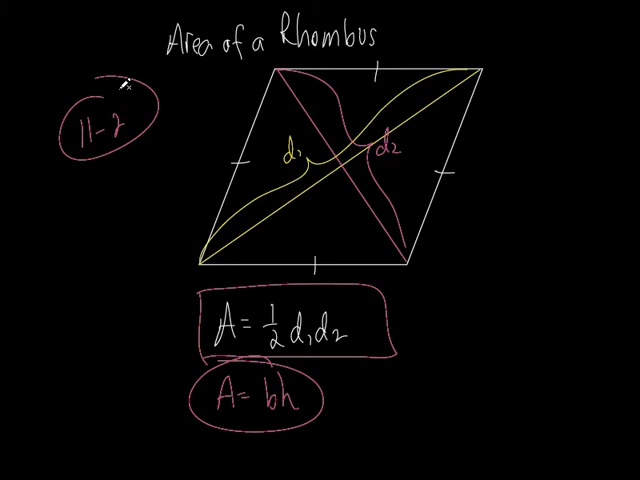 Area of a Rhombus
11-2
d₁
d₂
A = 1/2 d₁d₂
A = bh